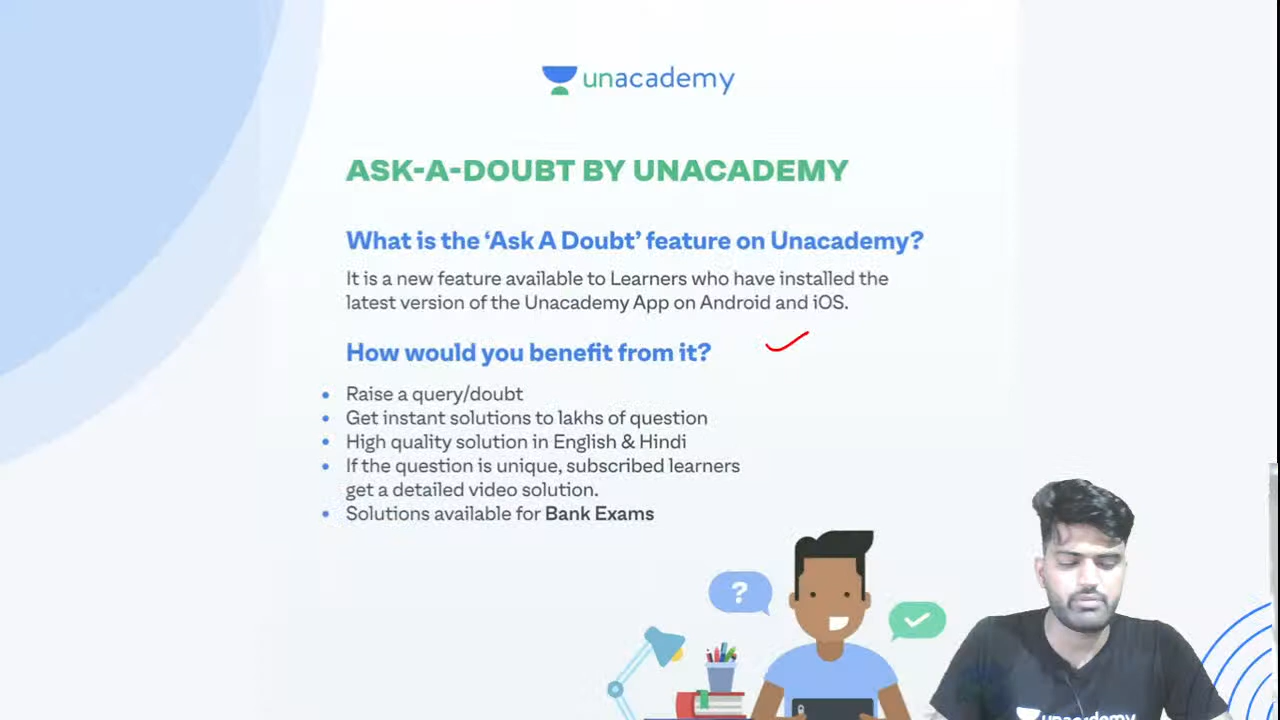 unacademy
ASK-A-DOUBT BY UNACADEMY
What is the ‘Ask A Doubt’ feature on Unacademy?
It is a new feature available to Learners who have installed the
latest version of the Unacademy App on Android and iOS.
How would you benefit from it?
• Raise a query/doubt
• Get instant solutions to lakhs of question
• High quality solution in English & Hindi
• If the question is unique, subscribed learners
get a detailed video solution.
• Solutions available for Bank Exams
?
unacademy